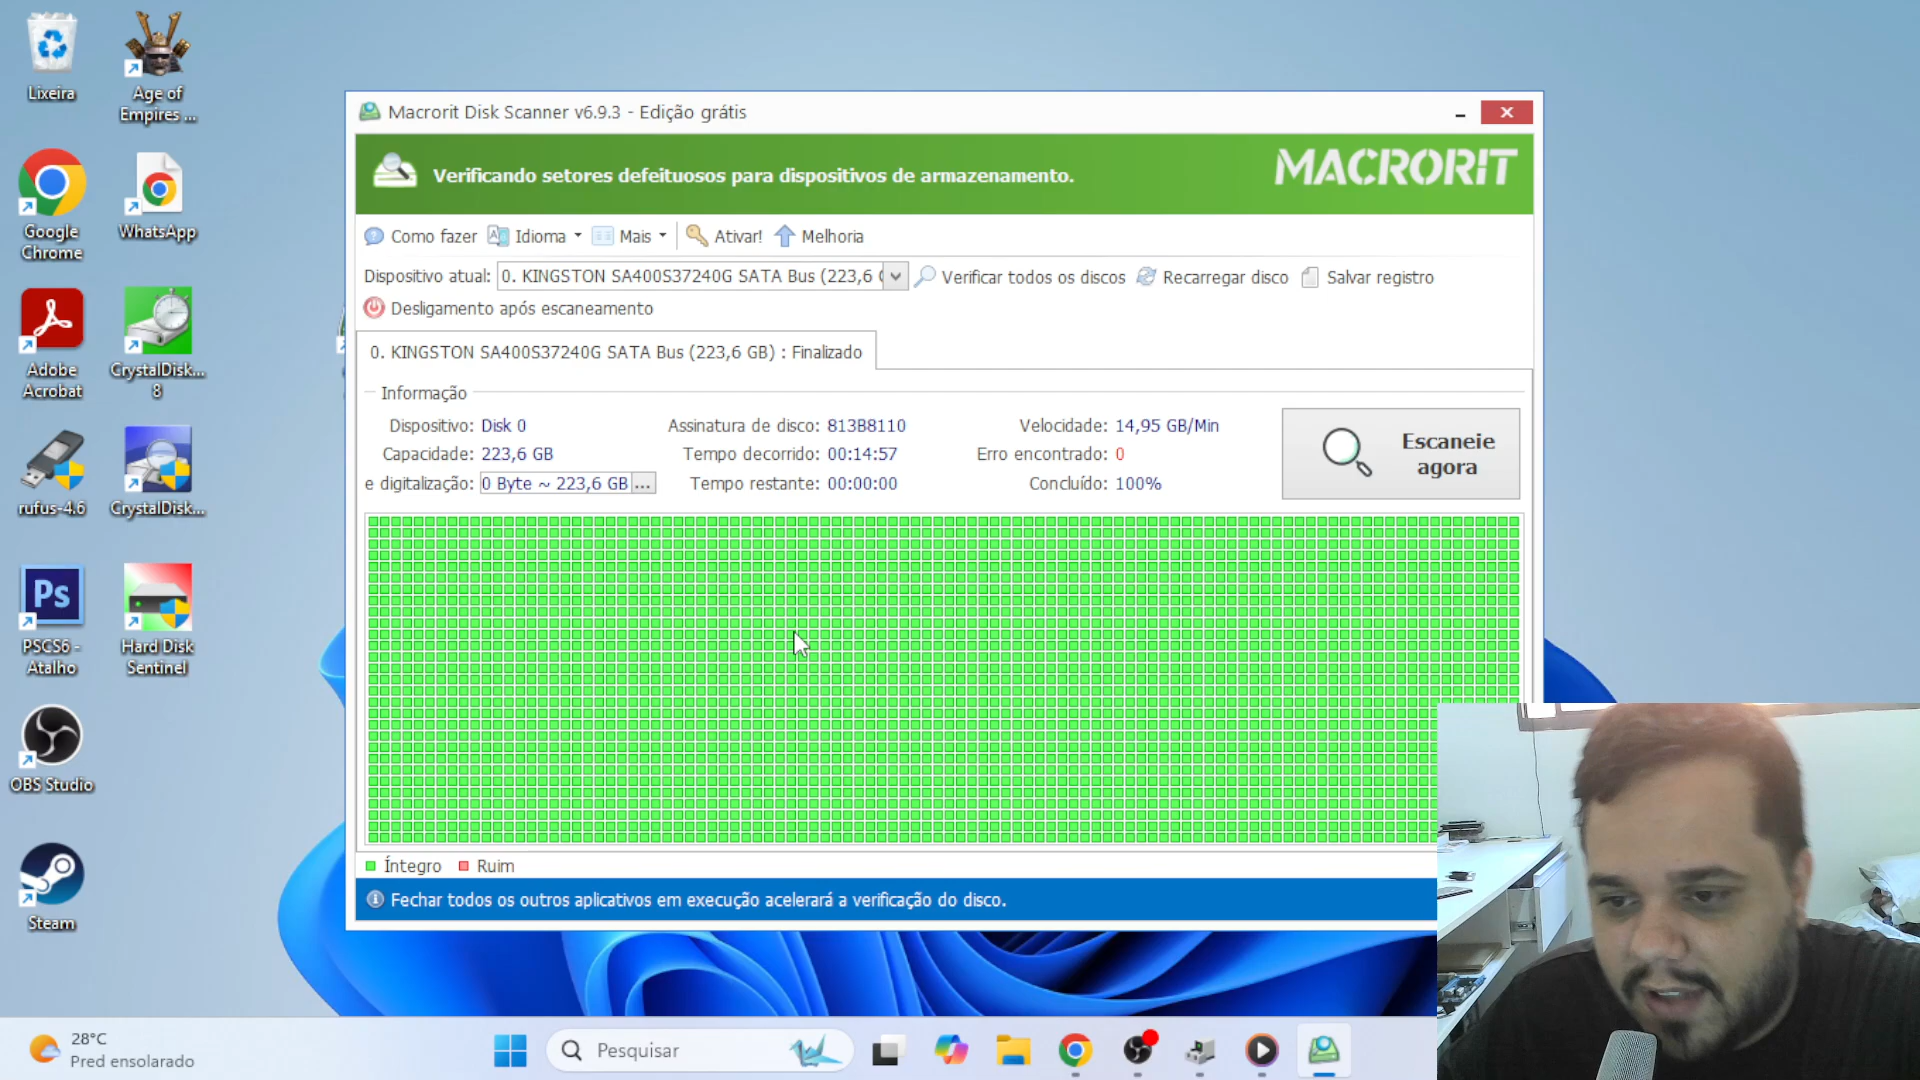 Lixeira
Age of
Empires ...
Google
Chrome
WhatsApp
Adobe
Acrobat
CrystalDisk...
8
rufus-4.6
CrystalDisk...
Ps
PSCS6 -
Atalho
Hard Disk
Sentinel
OBS Studio
Steam
Macrorit Disk Scanner v6.9.3 - Edição grátis
Verificando setores defeituosos para dispositivos de armazenamento.
MACRORIT
Como fazer
Idioma
Mais
Ativar!
Melhoria
Dispositivo atual: 0. KINGSTON SA400S37240G SATA Bus (223,6 G
Verificar todos os discos
Recarregar disco
Salvar registro
Desligamento após escaneamento
0. KINGSTON SA400S37240G SATA Bus (223,6 GB) : Finalizado
Informação
Dispositivo: Disk 0
Assinatura de disco: 813B8110
Velocidade: 14,95 GB/Min
Capacidade: 223,6 GB
Tempo decorrido: 00:14:57
Erro encontrado: 0
e digitalização: 0 Byte ~ 223,6 GB ...
Tempo restante: 00:00:00
Concluído: 100%
Escaneie
agora
Íntegro
Ruim
Fechar todos os outros aplicativos em execução acelerará a verificação do disco.
28°C
Pred ensolarado
Pesquisar